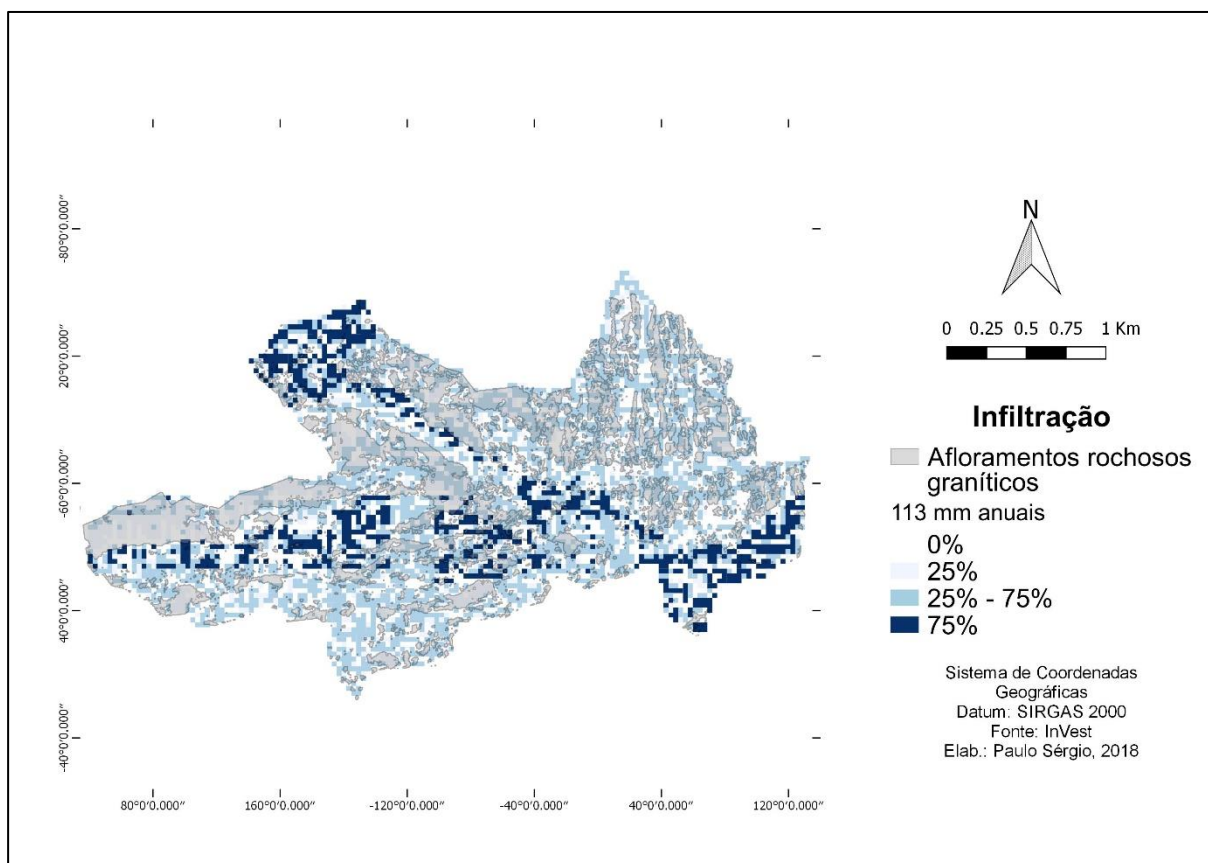 N
0 0.25 0.5 0.75 1 Km
Infiltração
Afloramentos rochosos
graníticos
113 mm anuais
0%
25%
25% - 75%
75%
Sistema de Coordenadas
Geográficas
Datum: SIRGAS 2000
Fonte: InVest
Elab.: Paulo Sérgio, 2018
-80°0'0.000"
20°0'0.000"
-60°0'0.000"
40°0'0.000"
-40°0'0.000"
80°0'0.000" 160°0'0.000" -120°0'0.000" -40°0'0.000" 40°0'0.000" 120°0'0.000"